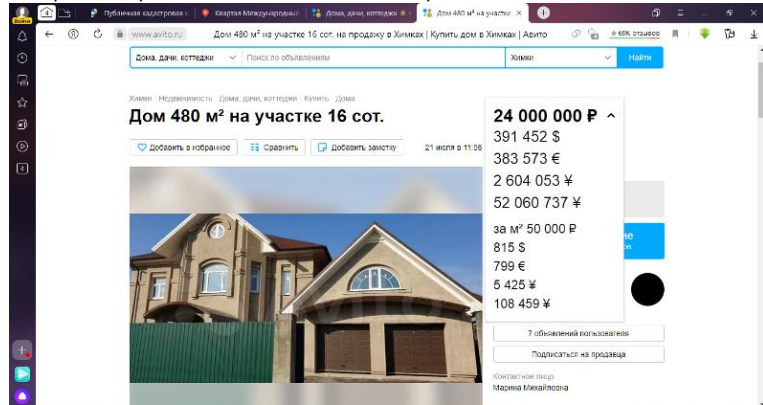 Войти
Публичная кадастровая к
Квартал Международный
Дома, дачи, коттеджи
Дом 480 м² на участке
www.avito.ru
Дом 480 м² на участке 16 сот. на продажу в Химках | Купить дом в Химках | Авито
★ 69K отзывов
Дома, дачи, коттеджи
Поиск по объявлениям
Химки
Найти
Химки Недвижимость Дома, дачи, коттеджи Купить Дома
Дом 480 м² на участке 16 сот.
24 000 000 ₽
391 452 $
383 573 €
2 604 053 ¥
52 060 737 ¥
за м² 50 000 ₽
815 $
799 €
5 425 ¥
108 459 ¥
Добавить в избранное
Сравнить
Добавить заметку
21 июля в 11:06
7 объявлений пользователя
Подписаться на продавца
Контактное лицо
Марина Михайловна